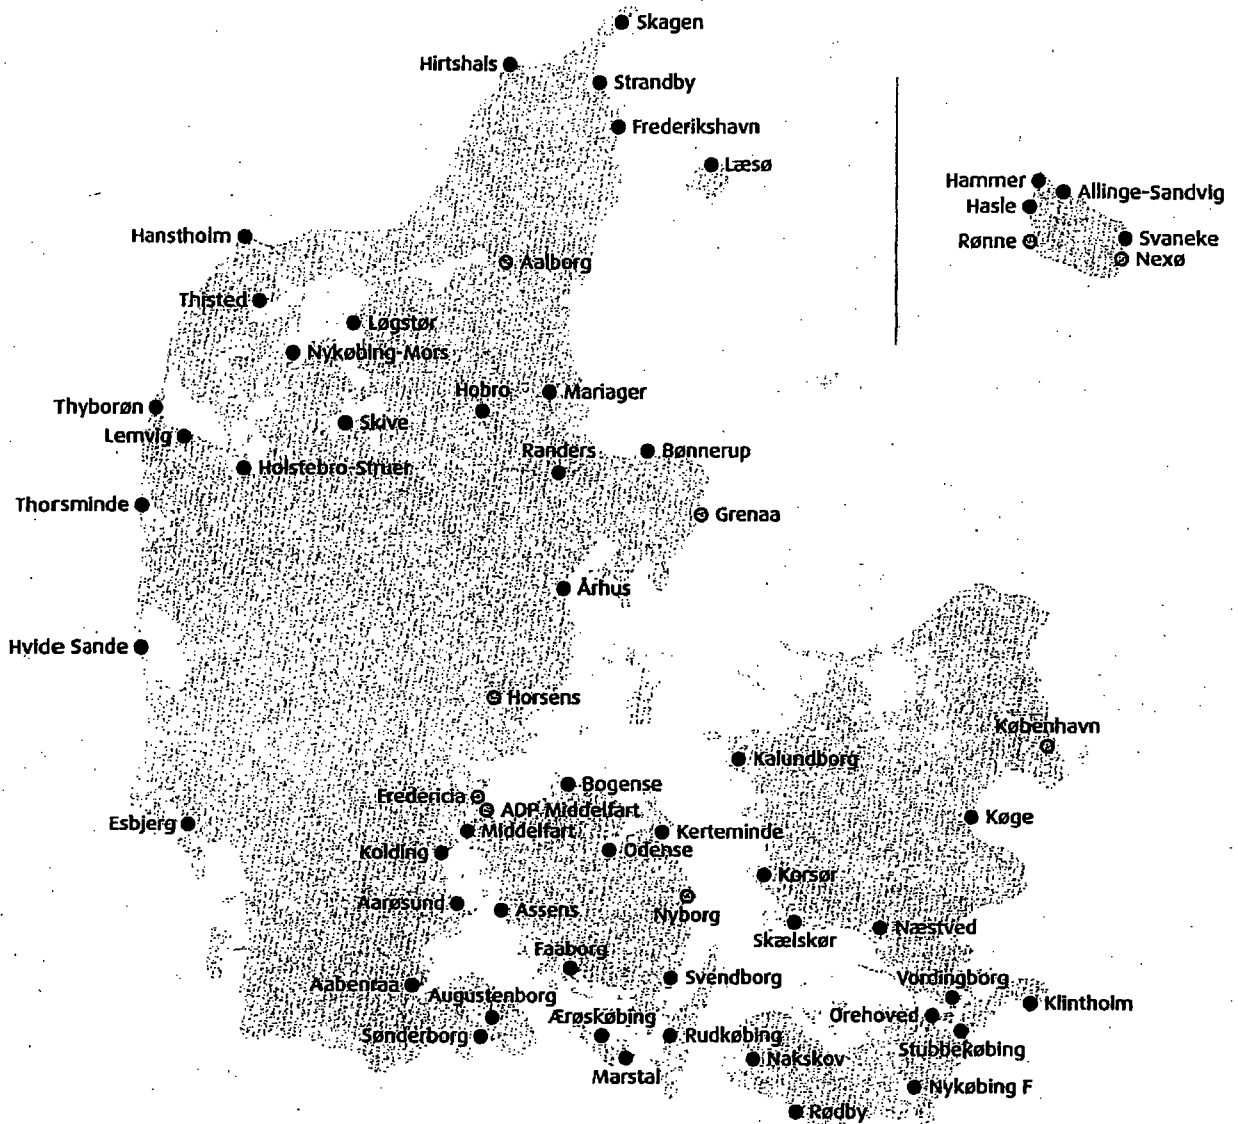 Skagen
Hirtshals
Strandby
Frederikshavn
Læsø
Hammer
Allinge-Sandvig
Hasle
Hanstholm
Rønne
Svaneke
Nexø
Aalborg
Thisted
Løgstør
Nykøbing-Mors
Hobro
Mariager
Thyborøn
Skive
Lemvig
Randers
Bønnerup
Holstebro-Struer
Thorsminde
Grenaa
Århus
Hvide Sande
Horsens
København
Kalundborg
Bogense
Fredericia
ADP Middelfart
Esbjerg
Middelfart
Kerteminde
Køge
Kolding
Odense
Korsør
Aarøsund
Assens
Nyborg
Skælskør
Næstved
Faaborg
Svendborg
Vordingborg
Aabenraa
Augustenborg
Klintholm
Ærøskøbing
Orehoved
Sønderborg
Rudkøbing
Stubbekøbing
Nakskov
Marstal
Nykøbing F
Rødby